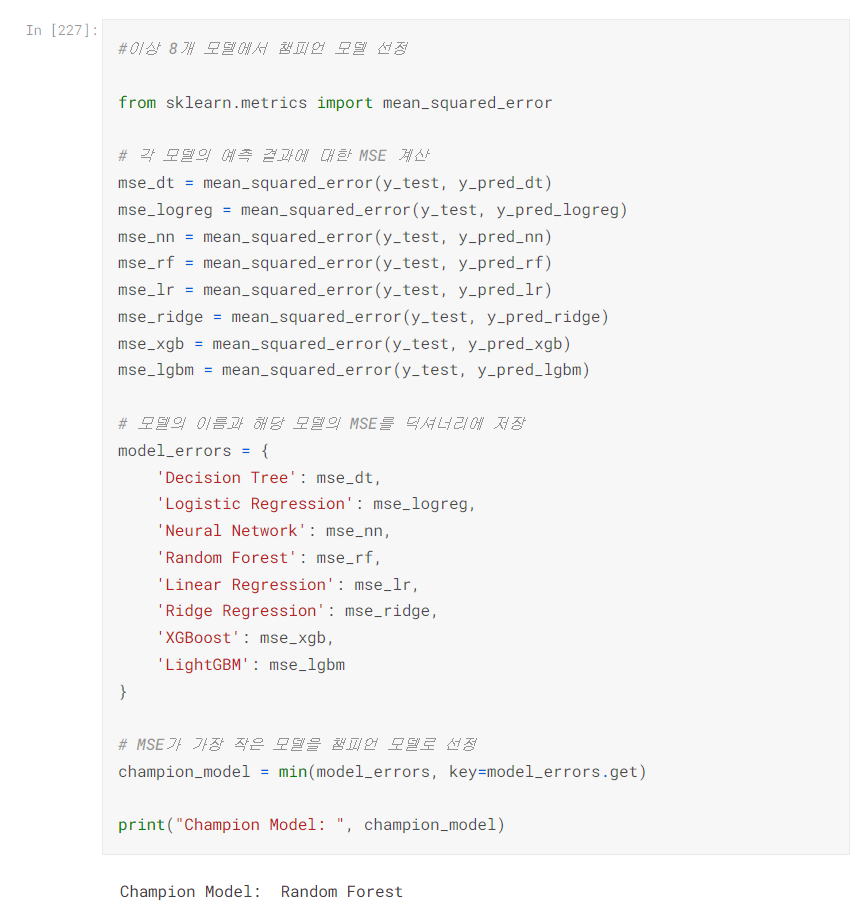 In [227]:
#이상 8개 모델에서 챔피언 모델 선정
from sklearn.metrics import mean_squared_error
# 각 모델의 예측 결과에 대한 MSE 계산
mse_dt = mean_squared_error(y_test, y_pred_dt)
mse_logreg = mean_squared_error(y_test, y_pred_logreg)
mse_nn = mean_squared_error(y_test, y_pred_nn)
mse_rf = mean_squared_error(y_test, y_pred_rf)
mse_lr = mean_squared_error(y_test, y_pred_lr)
mse_ridge = mean_squared_error(y_test, y_pred_ridge)
mse_xgb = mean_squared_error(y_test, y_pred_xgb)
mse_lgbm = mean_squared_error(y_test, y_pred_lgbm)
# 모델의 이름과 해당 모델의 MSE를 딕셔너리에 저장
model_errors = {
    'Decision Tree': mse_dt,
    'Logistic Regression': mse_logreg,
    'Neural Network': mse_nn,
    'Random Forest': mse_rf,
    'Linear Regression': mse_lr,
    'Ridge Regression': mse_ridge,
    'XGBoost': mse_xgb,
    'LightGBM': mse_lgbm
}
# MSE가 가장 작은 모델을 챔피언 모델로 선정
champion_model = min(model_errors, key=model_errors.get)
print("Champion Model: ", champion_model)
Champion Model:  Random Forest